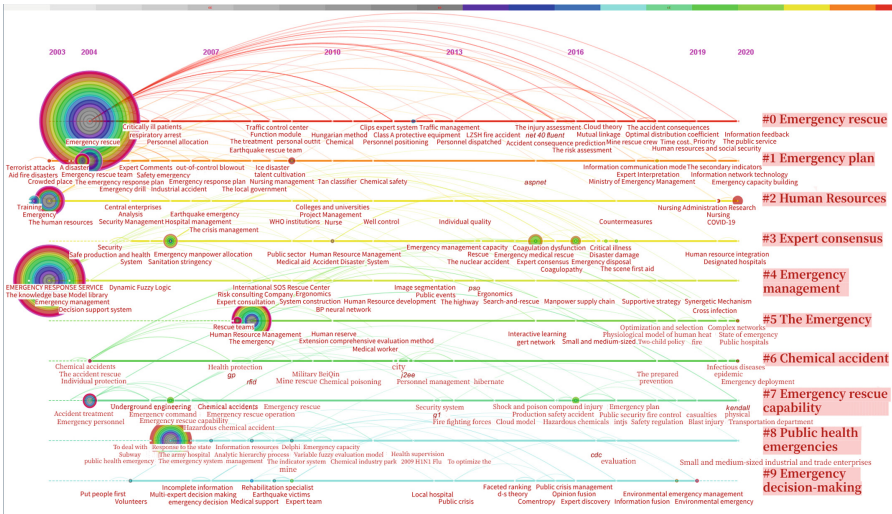 2003 2004 2007 2010 2013 2016 2019 2020
#0 Emergency rescue
Emergency rescue
Critically ill patients
respiratory arrest
Personnel allocation
Traffic control center
Function module
The treatment personal outfit
Earthquake rescue team
Hungarian method
Chemical
Clips expert system
Traffic management
Class A protective equipment
Personnel positioning
Personnel dispatched
LZSH fire accident
The injury assessment
net 40 fluent
Accident consequence prediction
The risk assessment
Cloud theory
Mutual linkage
Mine rescue crew
The accident consequences
Optimal distribution coefficient
Time cost
Priority
Human resources and social security
Information feedback
The public service
#1 Emergency plan
Terrorist attacks
A disaster
Aid fire disasters
Emergency rescue team
Crowded place
The emergency response plan
Expert Comments
Safety emergency
out-of-control blowout
Emergency response plan
Emergency drill
Industrial accident
Ice disaster
talent cultivation
Nursing management
The local government
Tan classifier
Chemical safety
aspnet
Information communication mode
The secondary indicators
Expert Interpretation
Information network technology
Ministry of Emergency Management
Emergency capacity building
#2 Human Resources
Training
Emergency
The human resources
Central enterprises
Analysis
Security Management
Earthquake emergency
Hospital management
The crisis management
Colleges and universities
Project Management
WHO institutions
Nurse
Well control
Individual quality
Countermeasures
Nursing Administration Research
Nursing
COVID-19
#3 Expert consensus
Security
Safe production and health
System
Emergency manpower allocation
Sanitation stringency
Public sector
Human Resource Management
Medical aid
Accident Disaster
System
Emergency management capacity
Rescue
The nuclear accident
Emergency medical rescue
Coagulation dysfunction
Expert consensus
Coagulopathy
Critical illness
Disaster
Emergency disposal
The scene first aid
Human resource integration
Designated hospitals
#4 Emergency
management
EMERGENCY RESPONSE SERVICE
The knowledge base Model library
Emergency management
Decision support system
Dynamic Fuzzy Logic
International SOS Rescue Center
Risk consulting Company
Ergonomics
Expert consultation
System construction
BP neural network
Human Resource development
Image segmentation
Public events
pso
Ergonomics
The highway
Search-and-rescue
Manpower supply chain
Supportive strategy
Synergetic Mechanism
Cross infection
#5 The Emergency
Rescue teams
Human Resource Management
The emergency
Human reserve
Extension comprehensive evaluation method
Medical worker
Interactive learning
gert network
Optimization and selection
Complex networks
Physiological model of human heat
State of emergency
Small and medium-sized
Two-child policy
fire
Public hospitals
#6 Chemical accident
Chemical accidents
The accident rescue
Individual protection
Health protection
gp
rfid
Military BeiQin
Mine rescue
Chemical poisoning
city
j2ee
Personnel management
hibernate
The prepared
prevention
Infectious diseases
epidemic
Emergency deployment
#7 Emergency rescue
capability
Accident treatment
Emergency personnel
Underground engineering
Emergency command
Emergency rescue capability
Hazardous chemical accident
Chemical accidents
Emergency rescue
Emergency rescue operation
Security system
g1
Fire fighting forces
Shock and poison compound injury
Production safety accident
Cloud model
Hazardous chemicals
Emergency plan
Public security fire control
intjs
Safety regulation
casualties
Blast injury
kendall
physical
Transportation department
#8 Public health
emergencies
To deal with
Response to the state
Information resources
Delphi
Emergency capacity
Subway
The army hospital
Analytic hierarchy process
Variable fuzzy evaluation model
Health supervision
public health emergency
The emergency system
management
The indicator system
Chemical industry park
2009 H1N1 Flu
To optimize the
mine
cdc
evaluation
Small and medium-sized industrial and trade enterprises
#9 Emergency
decision-making
Put people first
Volunteers
Incomplete information
Multi-expert decision making
emergency decision
Rehabilitation specialist
Earthquake victims
Medical support
Expert team
Local hospital
Public crisis
Faceted ranking
d-s theory
Comentropy
Public crisis management
Opinion fusion
Expert discovery
Environmental emergency management
Information fusion
Environmental emergency